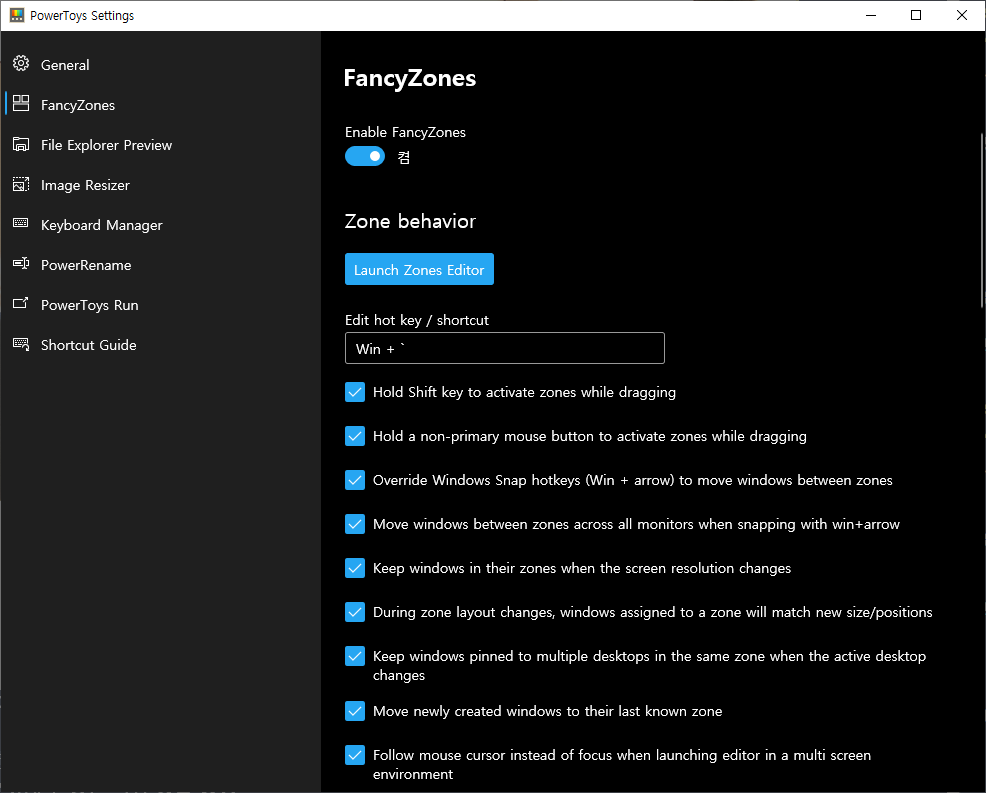 PowerToys Settings
General
FancyZones
File Explorer Preview
Image Resizer
Keyboard Manager
PowerRename
PowerToys Run
Shortcut Guide
FancyZones
Enable FancyZones
켬
Zone behavior
Launch Zones Editor
Edit hot key / shortcut
Win + `
Hold Shift key to activate zones while dragging
Hold a non-primary mouse button to activate zones while dragging
Override Windows Snap hotkeys (Win + arrow) to move windows between zones
Move windows between zones across all monitors when snapping with win+arrow
Keep windows in their zones when the screen resolution changes
During zone layout changes, windows assigned to a zone will match new size/positions
Keep windows pinned to multiple desktops in the same zone when the active desktop
changes
Move newly created windows to their last known zone
Follow mouse cursor instead of focus when launching editor in a multi screen
environment